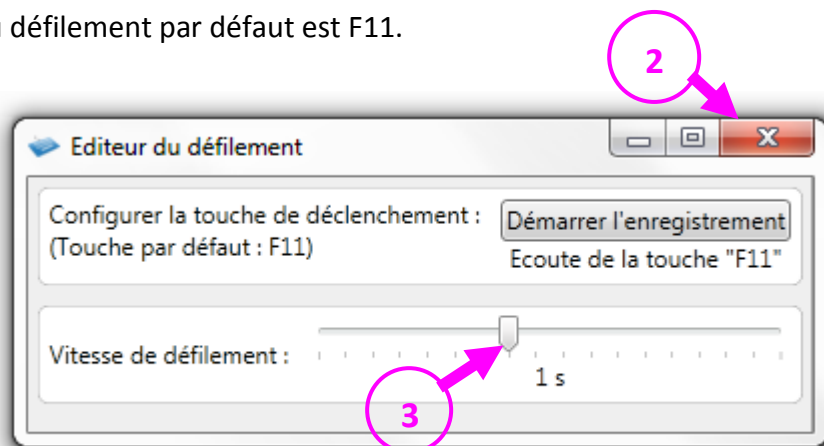 défilement par défaut est F11.
2
Editeur du défilement
Configurer la touche de déclenchement :
(Touche par défaut : F11)
Démarrer l'enregistrement
Ecoute de la touche "F11"
Vitesse de défilement :
1 s
3